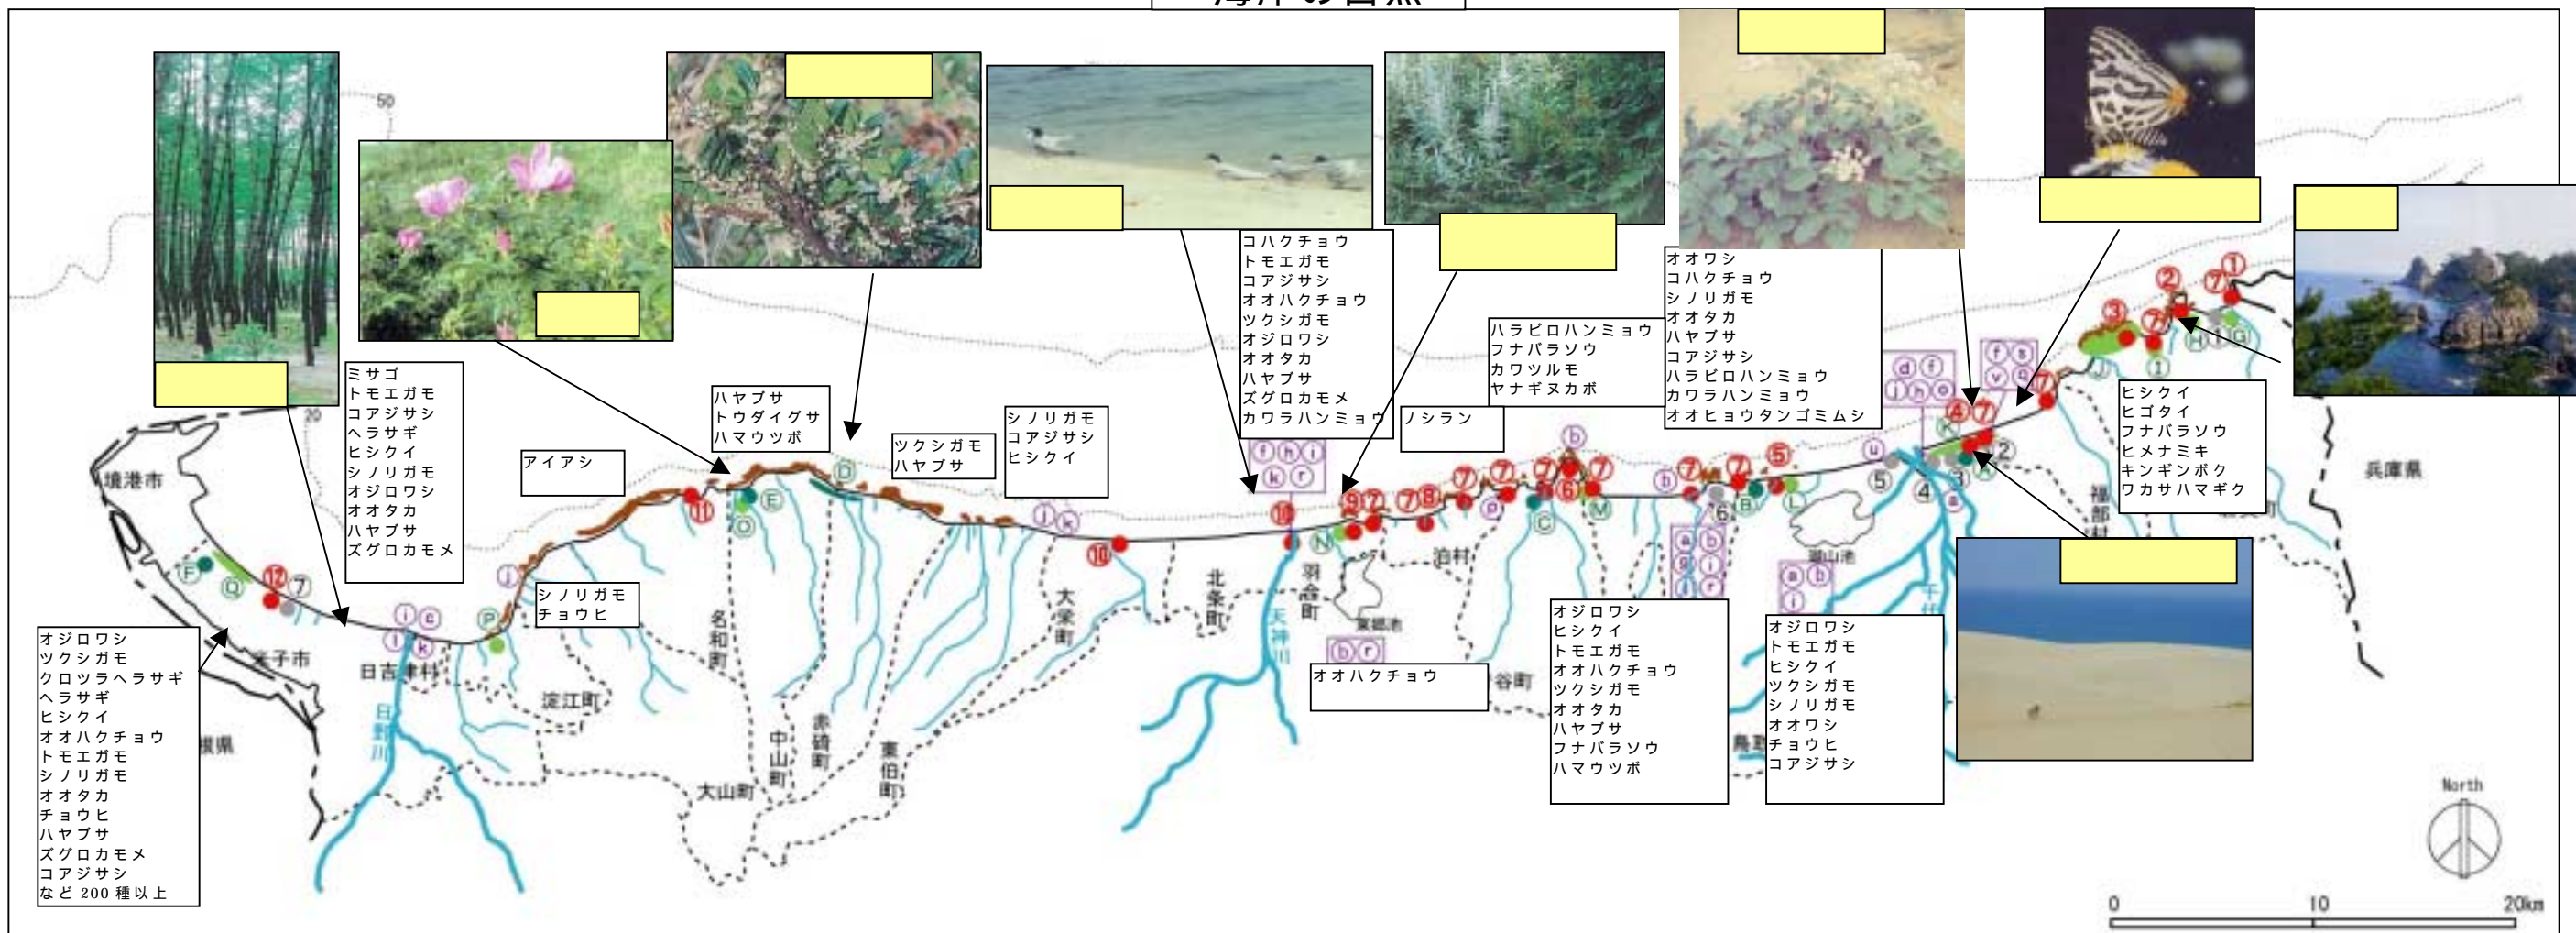 50
20
ミサゴ
トモエガモ
コアジサシ
ヘラサギ
ヒシクイ
シノリガモ
オジロワシ
オオタカ
ハヤブサ
ズグロカモメ
アイアシ
ハヤブサ
トウダイグサ
ハマウツボ
ツクシガモ
ハヤブサ
シノリガモ
コアジサシ
ヒシクイ
コハクチョウ
トモエガモ
コアジサシ
オオハクチョウ
ツクシガモ
オジロワシ
オオタカ
ハヤブサ
ズグロカモメ
カワラハンミョウ
ノシラン
ハラビロハンミョウ
フナバラソウ
カワツルモ
ヤナギヌカボ
オオワシ
コハクチョウ
シノリガモ
オオタカ
ハヤブサ
コアジサシ
ハラビロハンミョウ
カワラハンミョウ
オオヒョウタンゴミムシ
ヒシクイ
ヒゴタイ
フナバラソウ
ヒメナミキ
キンギンボク
ワカサハマギク
シノリガモ
チョウヒ
オジロワシ
ツクシガモ
クロツラヘラサギ
ヘラサギ
ヒシクイ
オオハクチョウ
トモエガモ
シノリガモ
オオタカ
チョウヒ
ハヤブサ
ズグロカモメ
コアジサシ
など 200 種以上
オオハクチョウ
オジロワシ
ヒシクイ
トモエガモ
オオハクチョウ
ツクシガモ
オオタカ
ハヤブサ
フナバラソウ
ハマウツボ
オジロワシ
トモエガモ
ヒシクイ
ツクシガモ
シノリガモ
オオワシ
チョウヒ
コアジサシ
境港市
日吉津村
日野川
淀江町
大山町
名和町
中山町
赤碕町
東伯町
大栄町
北条町
羽合町
天神川
東郷池
泊村
谷町
湖山池
福部村
兵庫県
North
0 10 20km